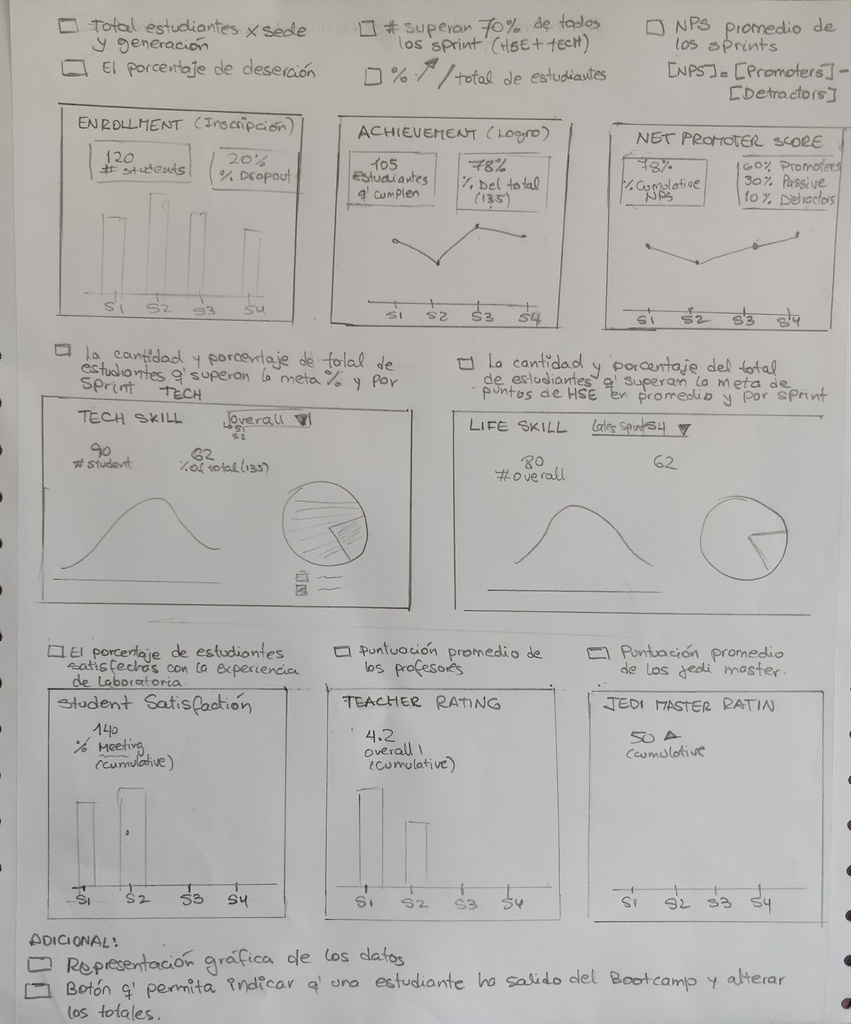 Total estudiantes x sede
y generación
El porcentaje de deserción
# superan 70% de todos
los sprint. (HSE + TECH)
% / total de estudiantes
NPS promedio de
los sprints
[NPS] = [Promoters] -
[Detractors]
ENROLLMENT (Inscripción)
120
# students
20%
% Dropout
S1 S2 S3 S4
ACHIEVEMENT (Logro)
105
estudiantes
q' cumplen
78%
% Del total
(135)
S1 S2 S3 S4
NET PROMOTER SCORE
78%
% Cumolative
NPS
60% Promoters
30% Passive
10% Detractors
S1 S2 S3 S4
La cantidad y porcentaje de total de
estudiantes q' superan la meta % y por
sprint TECH
TECH SKILL
overall
S1
S2
90
# student
62
% of total (135)
La cantidad y porcentaje del total
de estudiantes q' superan la meta de
puntos de HSE en promedio y por sprint
LIFE SKILL
S4
80
# overall
62
El porcentaje de estudiantes
satisfechas con la experiencia
de Laboratoria.
Student Satisfactión
140
% Meeting
(cumulative)
S1 S2 S3 S4
Puntuación promedio de
los profesores
TEACHER RATING
4.2
overall
(cumulative)
S1 S2 S3 S4
Puntuación promedio
de los jedi master.
JEDI MASTER RATIN
50
(cumulative
S1 S2 S3 S4
ADICIONAL:
Representación gráfica de los datos
Botón q' permita indicar q' una estudiante ha salido del Bootcamp y alterar
los totales.